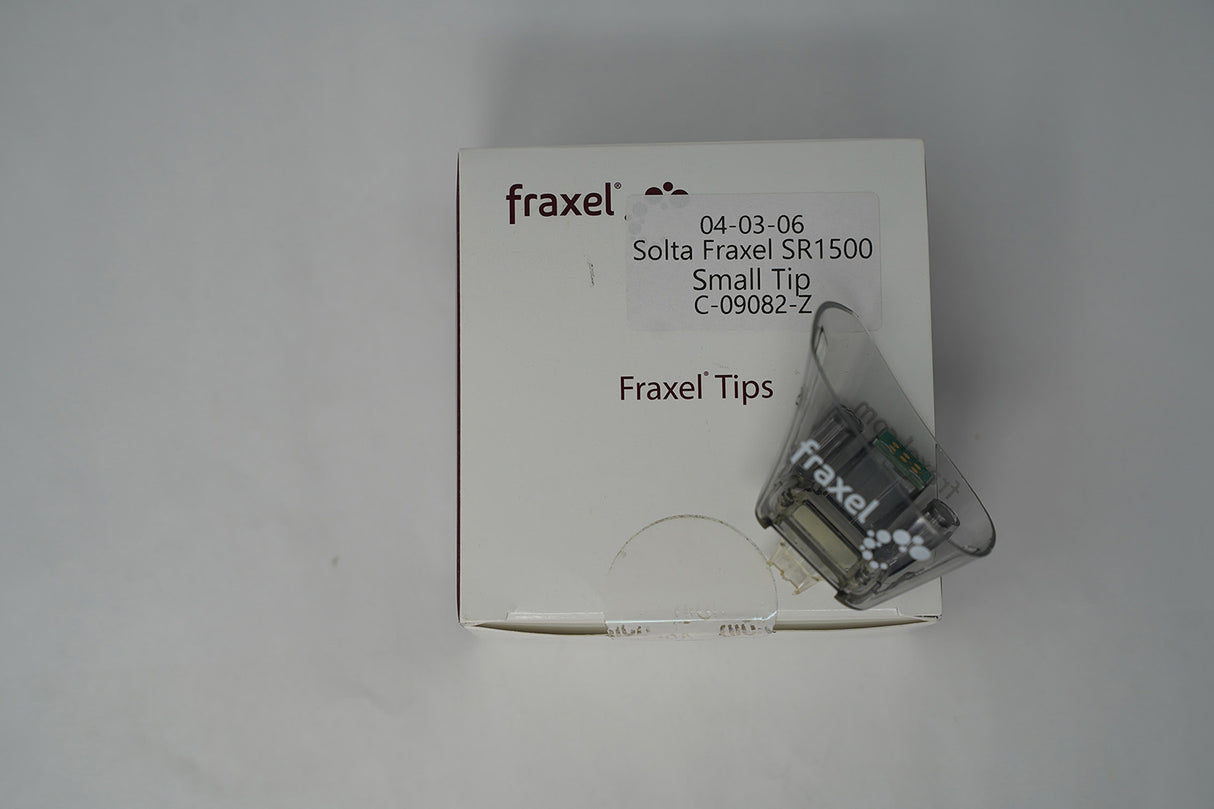 fraxel®
04-03-06
Solta Fraxel SR1500
Small Tip
C-09082-Z
Fraxel® Tips
fraxel